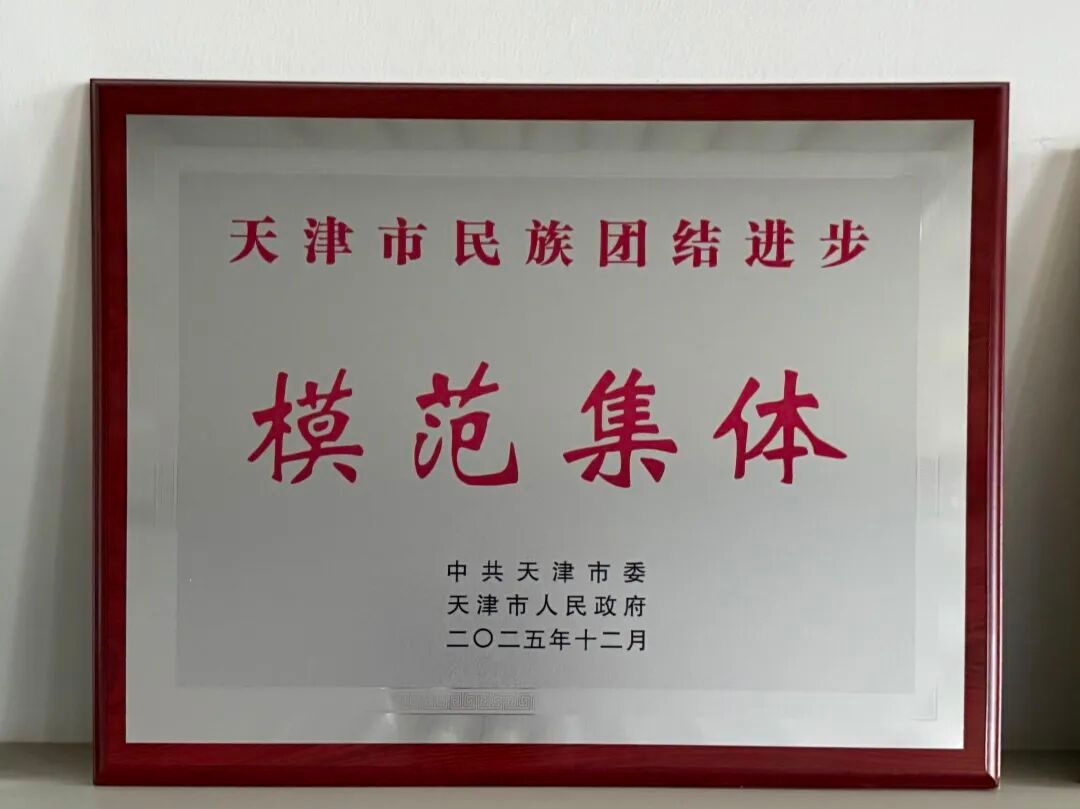 天津市民族团结进步
模范集体
中共天津市委
天津市人民政府
二〇二五年十二月